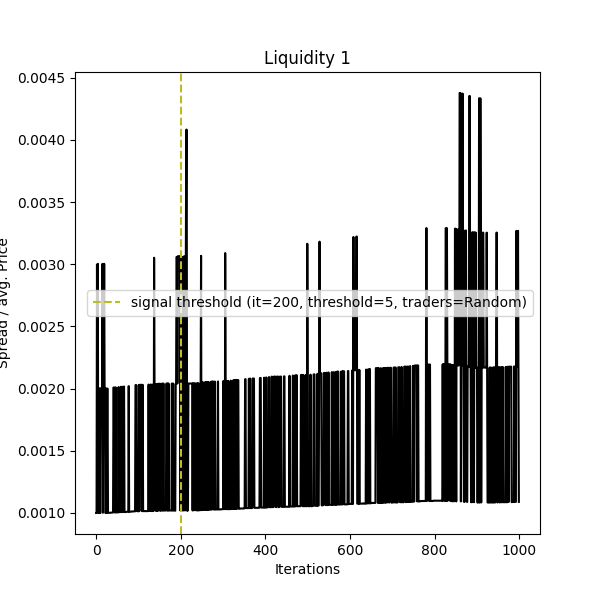 Liquidity 1
Spread / avg. Price
0.0045
0.0040
0.0035
0.0030
0.0025
0.0020
0.0015
0.0010
signal threshold (it=200, threshold=5, traders=Random)
0 200 400 600 800 1000
Iterations